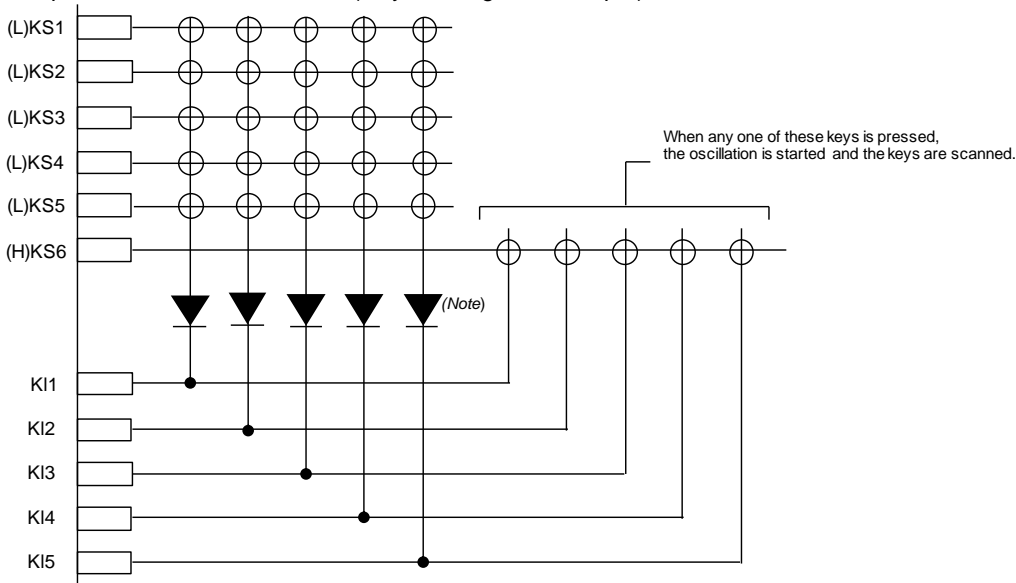 (L)KS1
(L)KS2
(L)KS3
(L)KS4
(L)KS5
(H)KS6
When any one of these keys is pressed,
the oscillation is started and the keys are scanned.
(Note)
KI1
KI2
KI3
KI4
KI5